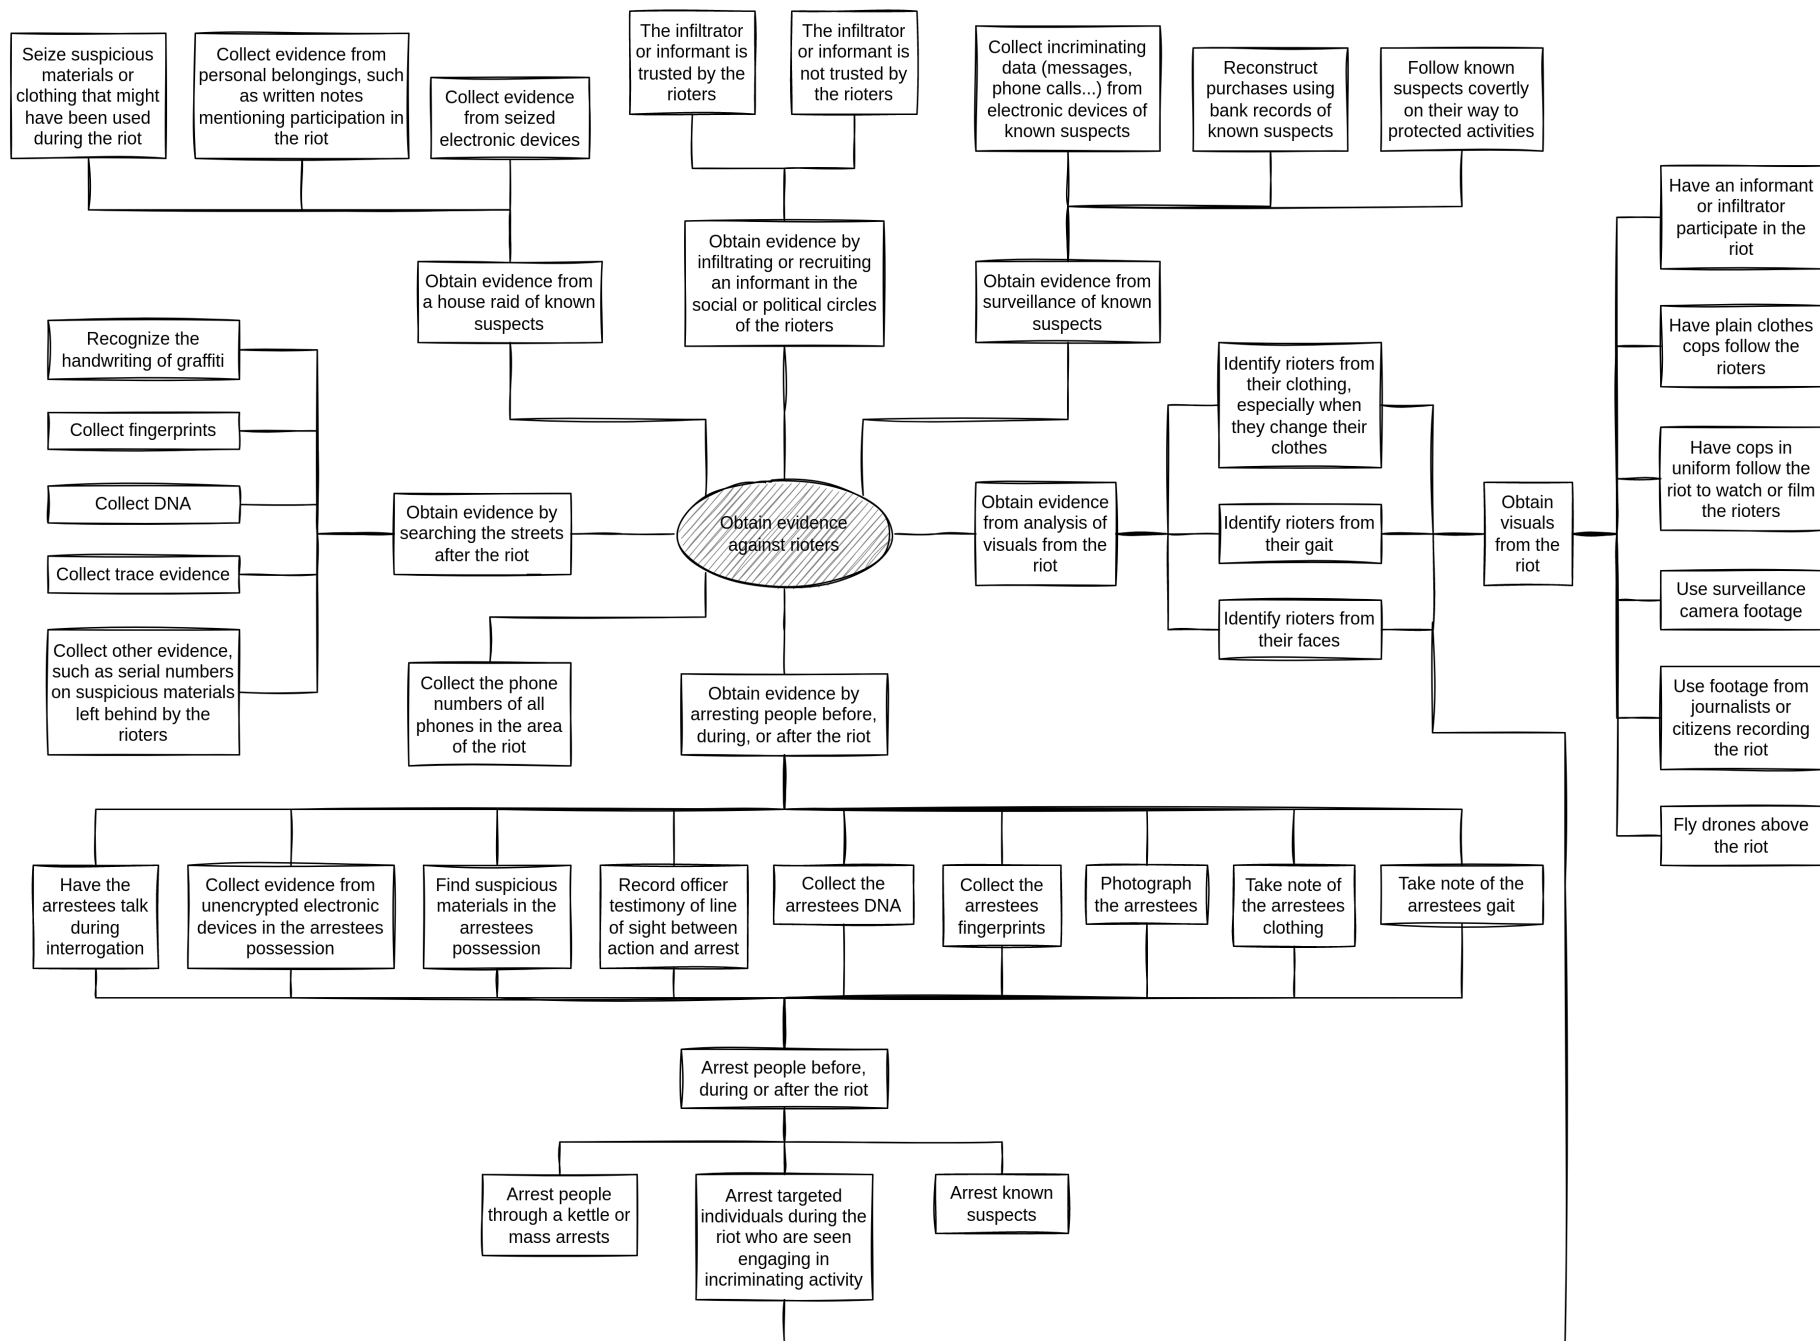 Seize suspicious
materials or
clothing that might
have been used
during the riot
Collect evidence from
personal belongings, such
as written notes
mentioning participation in
the riot
Collect evidence
from seized
electronic devices
The infiltrator
or informant is
trusted by the
rioters
The infiltrator
or informant is
not trusted by
the rioters
Collect incriminating
data (messages,
phone calls...) from
electronic devices of
known suspects
Reconstruct
purchases using
bank records of
known suspects
Follow known
suspects covertly
on their way to
protected activities
Have an informant
or infiltrator
participate in the
riot
Obtain evidence from
a house raid of known
suspects
Obtain evidence by
infiltrating or recruiting
an informant in the
social or political circles
of the rioters
Obtain evidence from
surveillance of known
suspects
Have plain clothes
cops follow the
rioters
Recognize the
handwriting of graffiti
Collect fingerprints
Collect DNA
Collect trace evidence
Collect other evidence,
such as serial numbers
on suspicious materials
left behind by the
rioters
Obtain evidence by
searching the streets
after the riot
Obtain evidence
against rioters
Obtain evidence
from analysis of
visuals from the
riot
Identify rioters from
their clothing,
especially when
they change their
clothes
Identify rioters from
their gait
Identify rioters from
their faces
Obtain
visuals
from the
riot
Have cops in
uniform follow the
riot to watch or film
the rioters
Use surveillance
camera footage
Use footage from
journalists or
citizens recording
the riot
Fly drones above
the riot
Collect the phone
numbers of all
phones in the area
of the riot
Obtain evidence by
arresting people before,
during, or after the riot
Have the
arrestees talk
during
interrogation
Collect evidence from
unencrypted electronic
devices in the arrestees
possession
Find suspicious
materials in the
arrestees
possession
Record officer
testimony of line
of sight between
action and arrest
Collect the
arrestees DNA
Collect the
arrestees
fingerprints
Photograph
the arrestees
Take note of
the arrestees
clothing
Take note of the
arrestees gait
Arrest people before,
during or after the riot
Arrest people
through a kettle or
mass arrests
Arrest targeted
individuals during the
riot who are seen
engaging in
incriminating activity
Arrest known
suspects